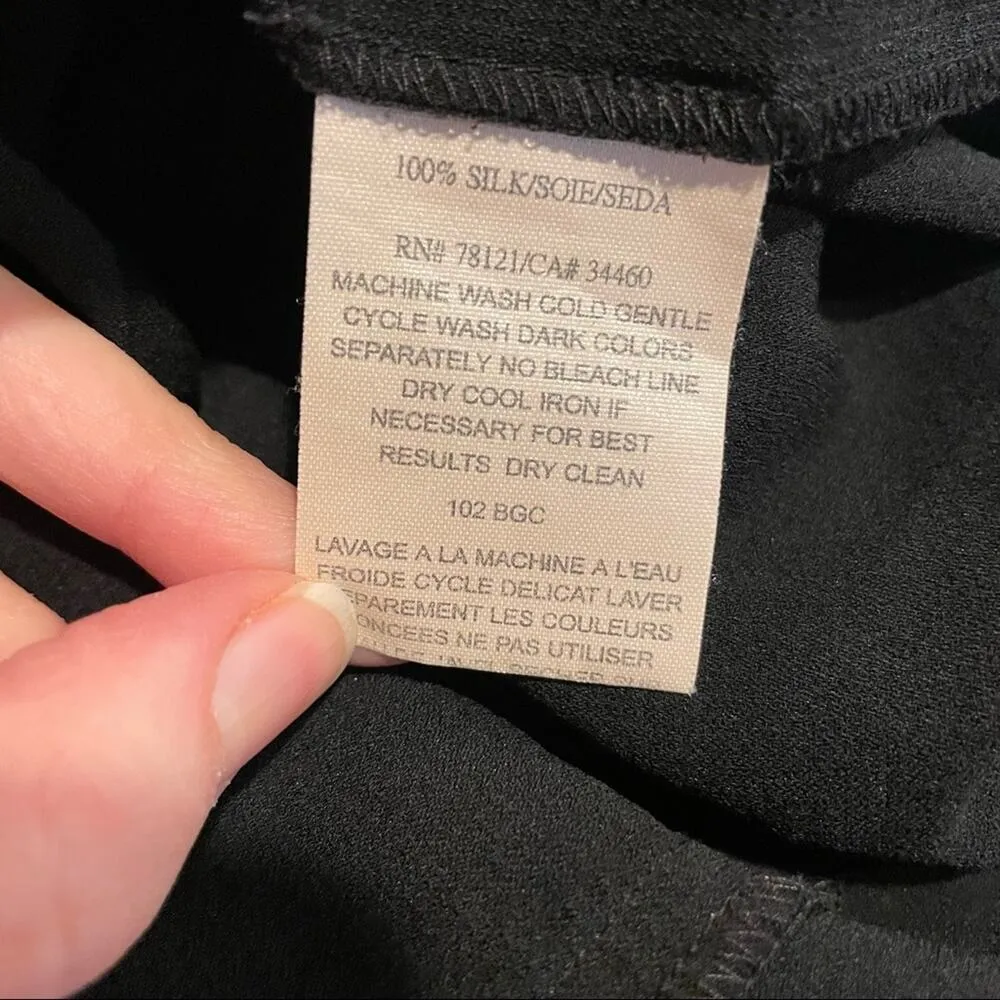 100% SILK/SOIE/SEDA
RN# 78121/CA# 34460
MACHINE WASH COLD GENTLE
CYCLE WASH DARK COLORS
SEPARATELY NO BLEACH LINE
DRY COOL IRON IF
NECESSARY FOR BEST
RESULTS DRY CLEAN
102 BGC
LAVAGE A LA MACHINE A L'EAU
FROIDE CYCLE DELICAT LAVER
EPAREMENT LES COULEURS
ONCEES NE PAS UTILISER